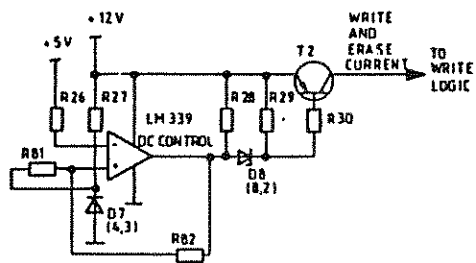 +12V
+5V
WRITE
AND
ERASE
CURRENT
TO
WRITE
LOGIC
T2
R26
R27
LM 339
DC CONTROL
R28
R29
R30
R81
-
+
D7
(4,3)
D8
(8,2)
R82